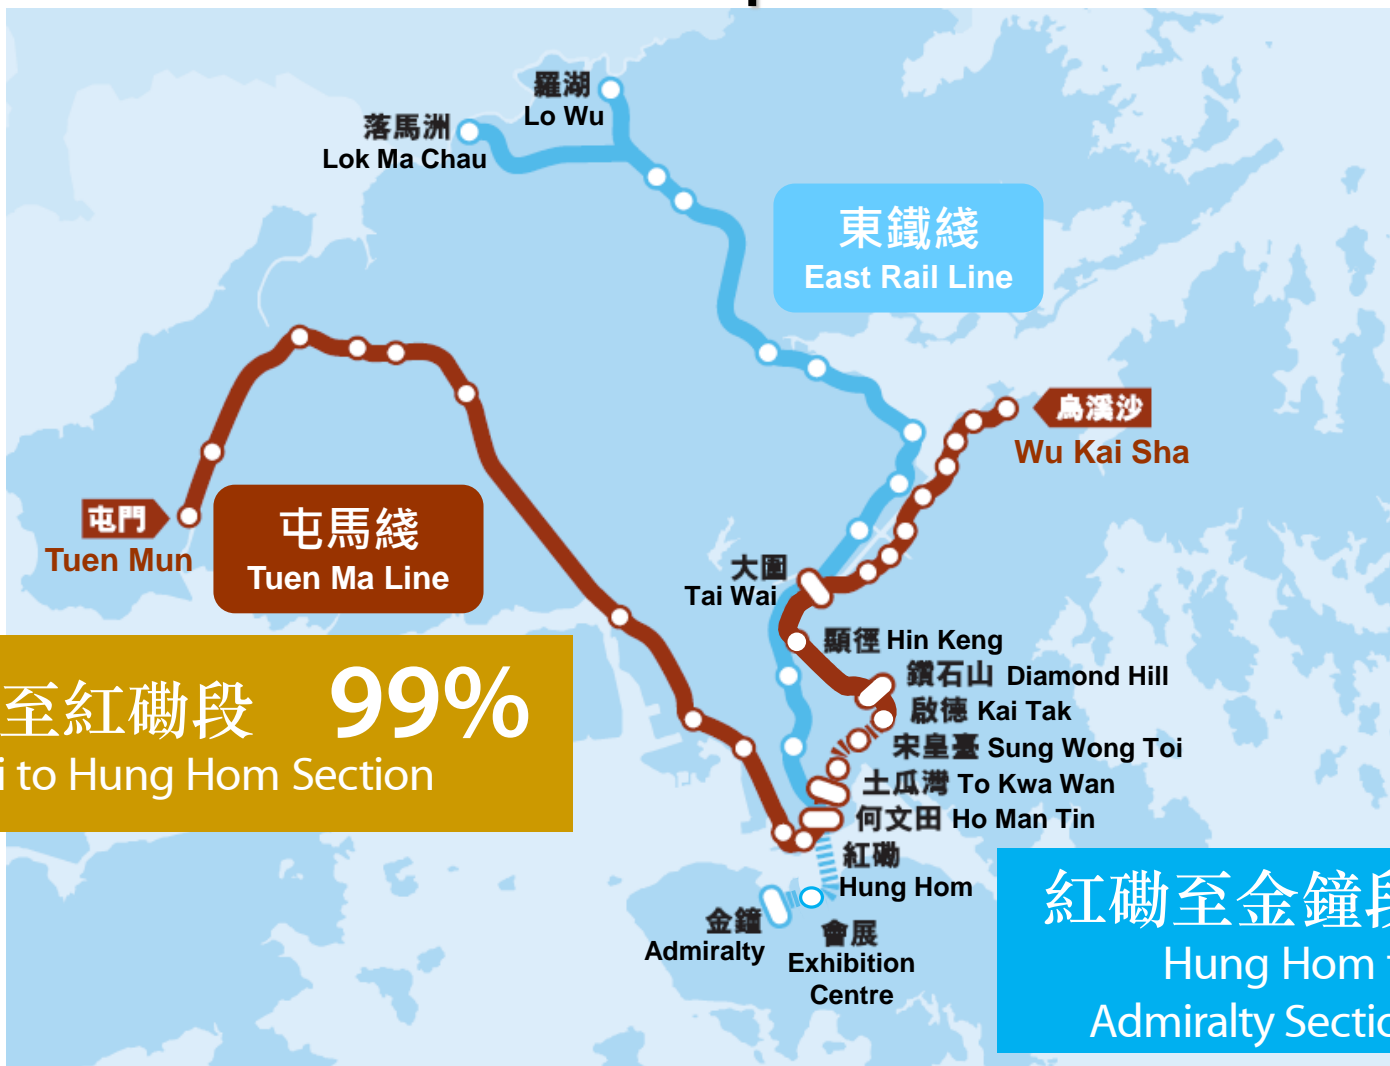 羅湖
Lo Wu
落馬洲
Lok Ma Chau
東鐵綫
East Rail Line
烏溪沙
Wu Kai Sha
屯門
Tuen Mun
屯馬綫
Tuen Ma Line
大圍
Tai Wai
顯徑 Hin Keng
鑽石山 Diamond Hill
啟德 Kai Tak
宋皇臺 Sung Wong Toi
土瓜灣 To Kwa Wan
何文田 Ho Man Tin
紅磡
Hung Hom
至紅磡段 99%
i to Hung Hom Section
金鐘
Admiralty
會展
Exhibition
Centre
紅磡至金鐘段
Hung Hom
Admiralty Sectio